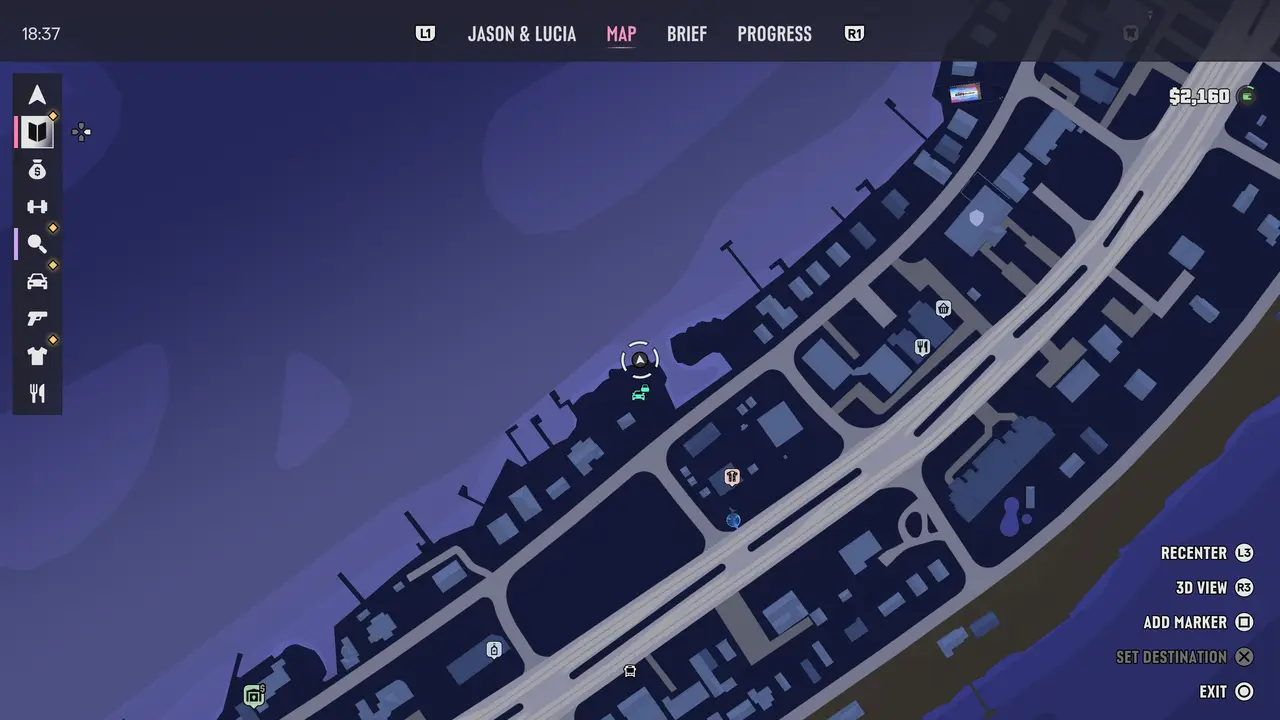 18:37
L1 JASON & LUCIA MAP BRIEF PROGRESS R1
$2,160
RECENTER L3
3D VIEW R3
ADD MARKER
SET DESTINATION
EXIT